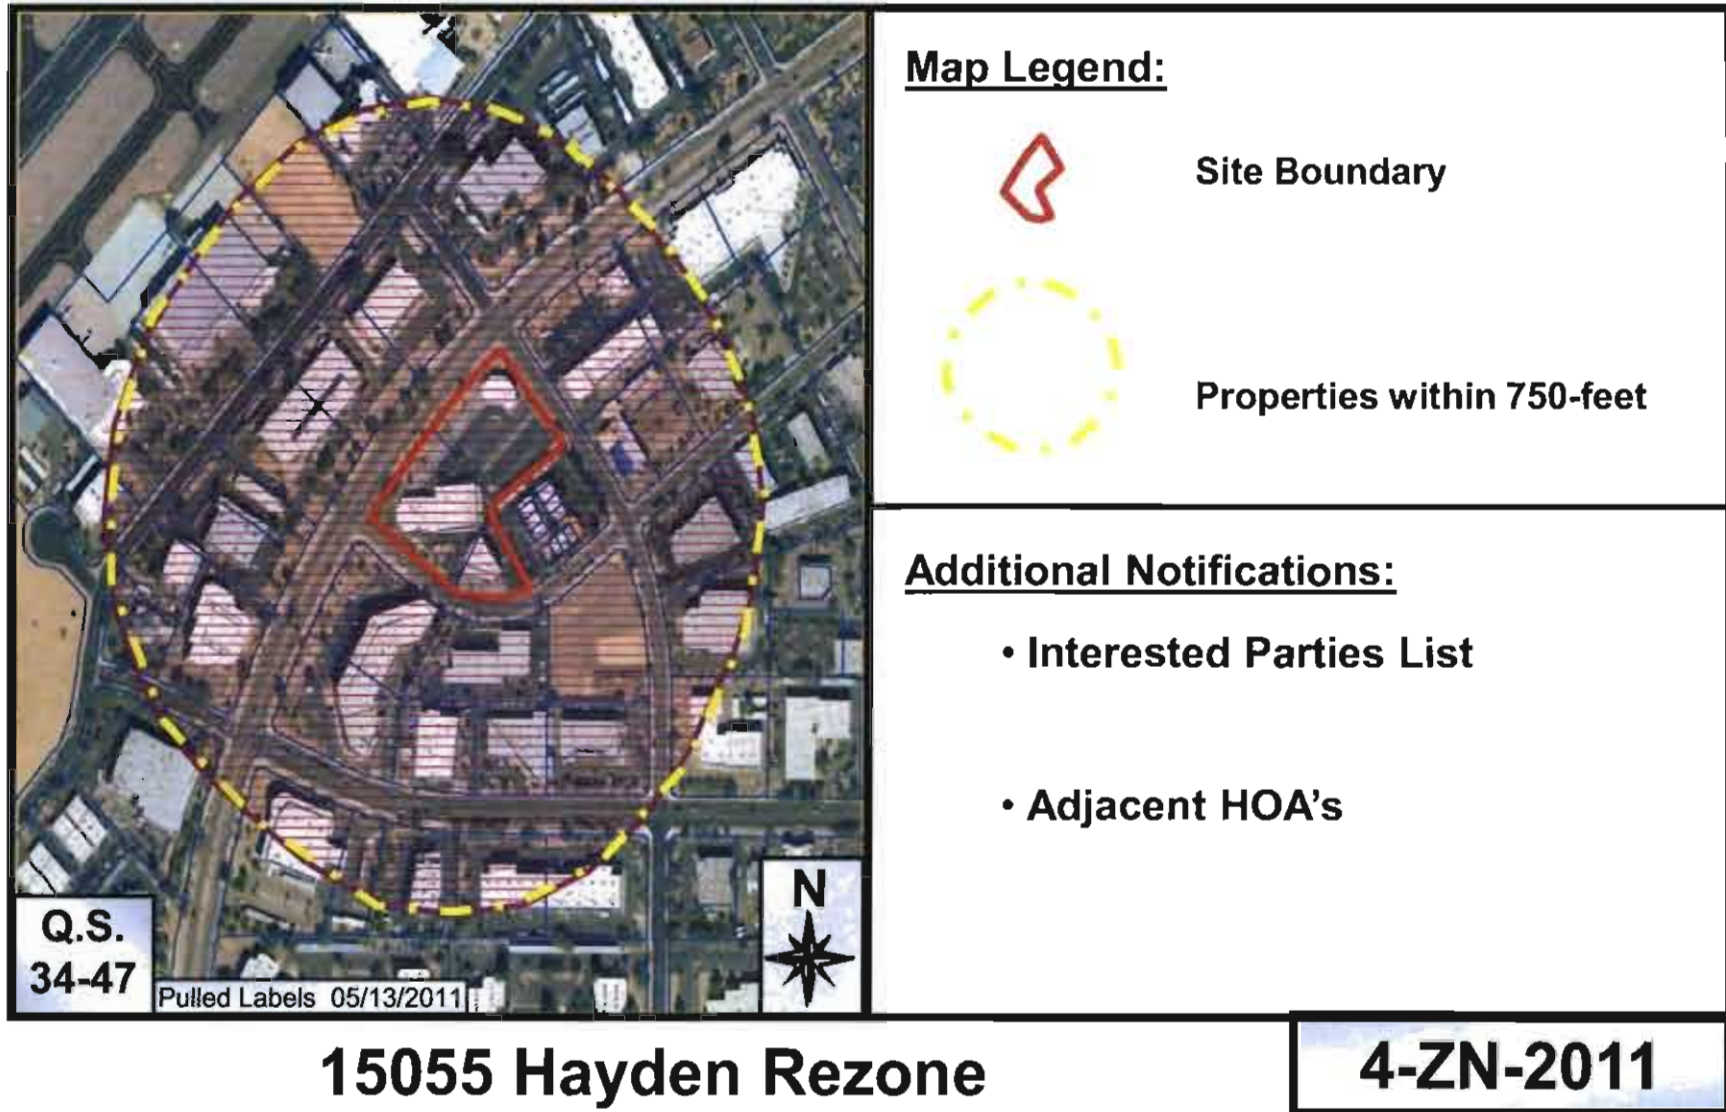 Map Legend:
Site Boundary
Properties within 750-feet
Additional Notifications:
• Interested Parties List
• Adjacent HOA's
Q.S.
34-47
Pulled Labels 05/13/2011
N
15055 Hayden Rezone
4-ZN-2011